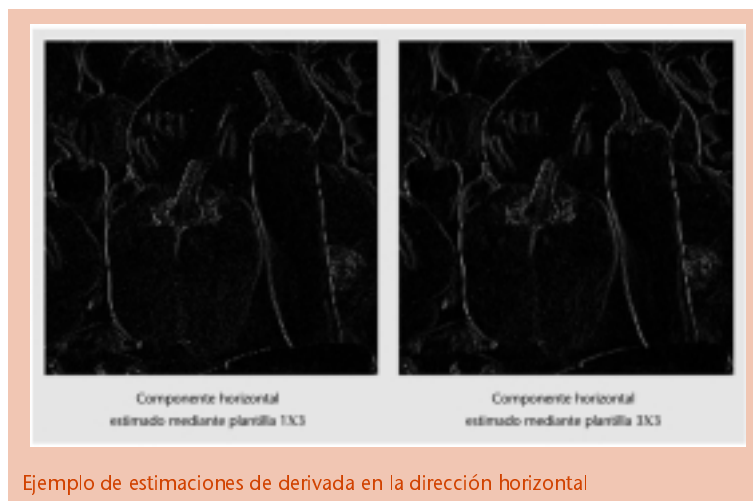 Componente horizontal
estimado mediante plantilla 1X3
Componente horizontal
estimado mediante plantilla 3X3
Ejemplo de estimaciones de derivada en la dirección horizontal